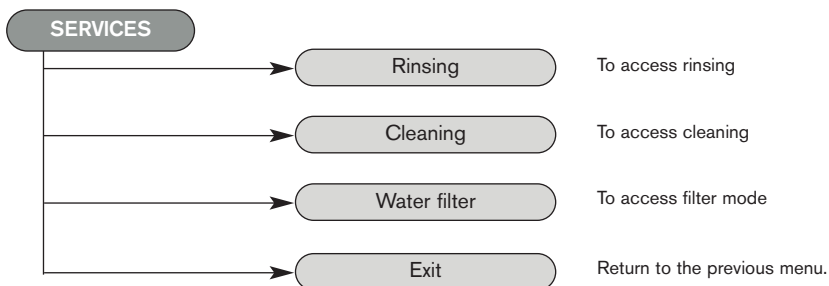 SERVICES
Rinsing To access rinsing
Cleaning To access cleaning
Water filter To access filter mode
Exit Return to the previous menu.